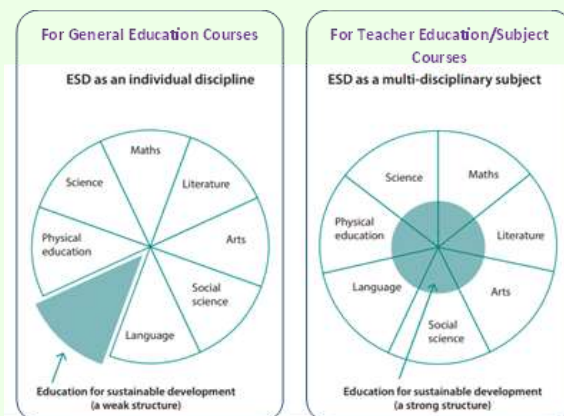 For General Education Courses
ESD as an individual discipline
Maths
Science
Literature
Physical
education
Arts
Social
science
Language
Education for sustainable development
(a weak structure)
For Teacher Education/Subject
Courses
ESD as a multi-disciplinary subject
Science
Maths
Physical
education
Literature
Language
Arts
Social
science
Education for sustainable development
(a strong structure)